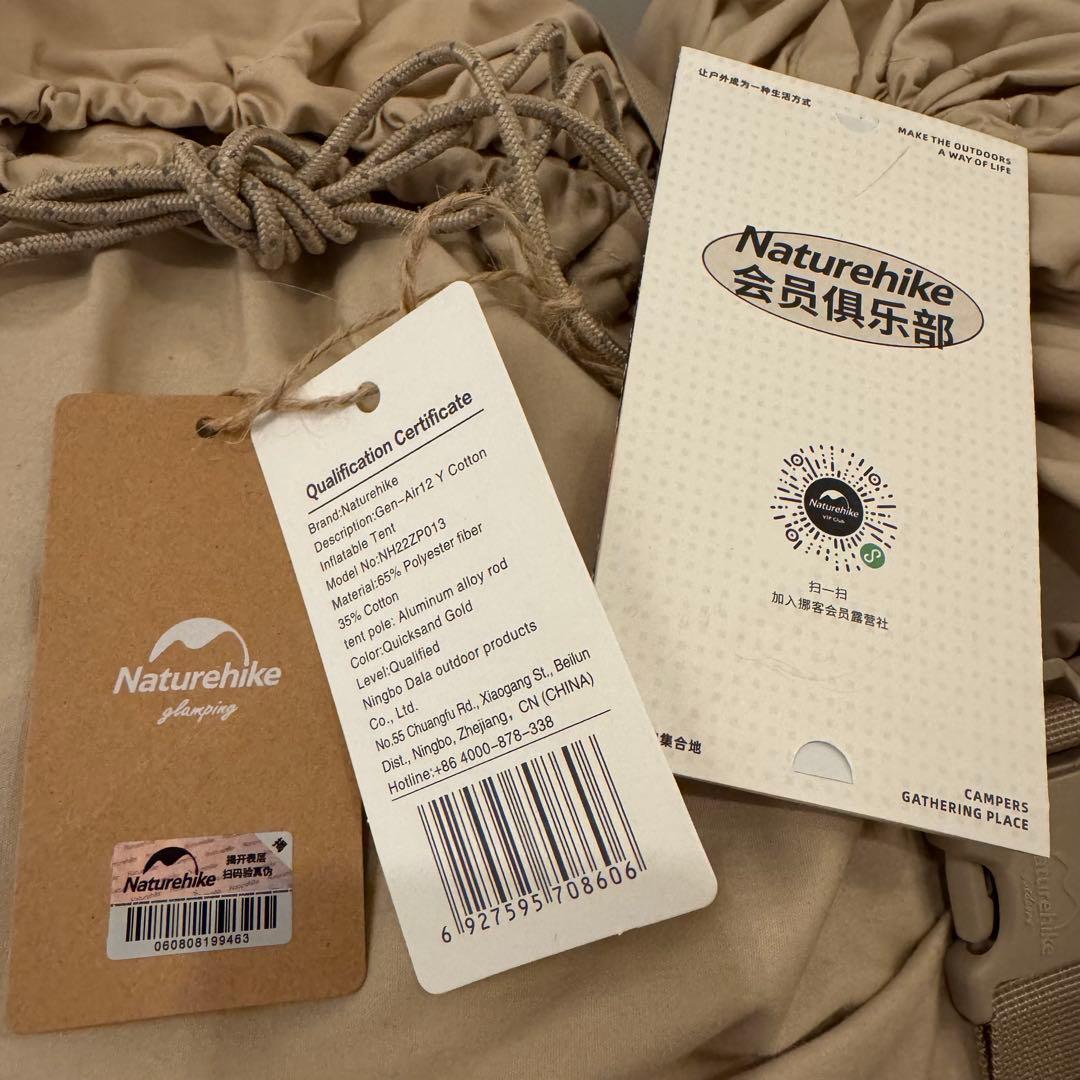 Naturehike
glamping
Naturehike
揭开表层
扫码验真伪
060808199463
Qualification Certificate
Brand:Naturehike
Description:Gen-Air12 Y Cotton
Inflatable Tent
Model No:NH22ZP013
Material:65% Polyester fiber
35% Cotton
tent pole: Aluminum alloy rod
Color:Quicksand Gold
Level:Qualified
Ningbo Dala outdoor products
Co., Ltd.
No.55 Chuangfu Rd., Xiaogang St., Beilun
Dist., Ningbo, Zhejiang, CN (CHINA)
Hotline:+86 4000-878-338
6 927595 708606
让户外成为一种生活方式
MAKE THE OUTDOORS
A WAY OF LIFE
Naturehike
会员俱乐部
Naturehike
VIP Club
扫一扫
加入挪客会员露营社
集合地
CAMPERS
GATHERING PLACE
Naturehike